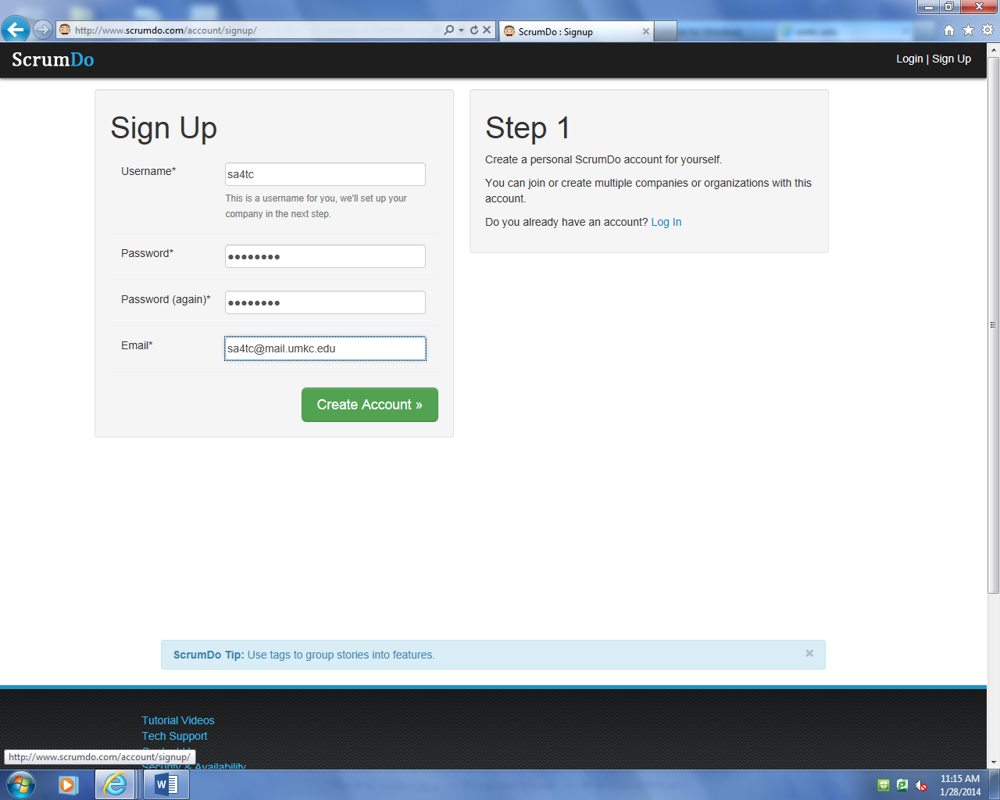 http://www.scrumdo.com/account/signup/
ScrumDo : Signup
ScrumDo
Login | Sign Up
Sign Up
Username*
sa4tc
This is a username for you, we'll set up your
company in the next step.
Password*
Password (again)*
Email*
sa4tc@mail.umkc.edu
Create Account »
Step 1
Create a personal ScrumDo account for yourself.
You can join or create multiple companies or organizations with this
account.
Do you already have an account? Log In
ScrumDo Tip: Use tags to group stories into features.
Tutorial Videos
Tech Support
http://www.scrumdo.com/account/signup/
Security & Availability
11:15 AM
1/28/2014